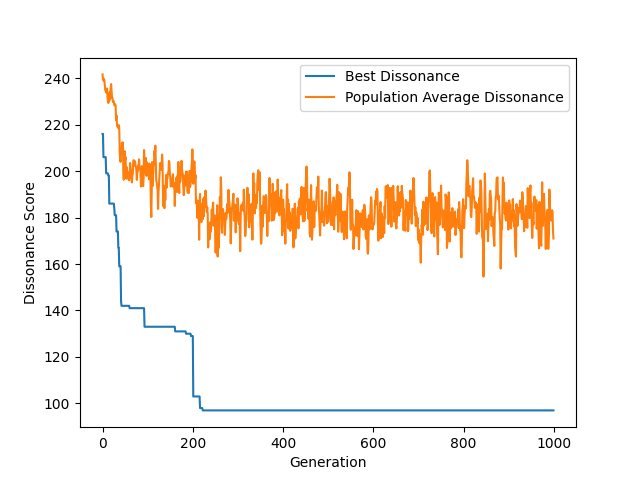 Best Dissonance
Population Average Dissonance
Dissonance Score
240
220
200
180
160
140
120
100
0 200 400 600 800 1000
Generation